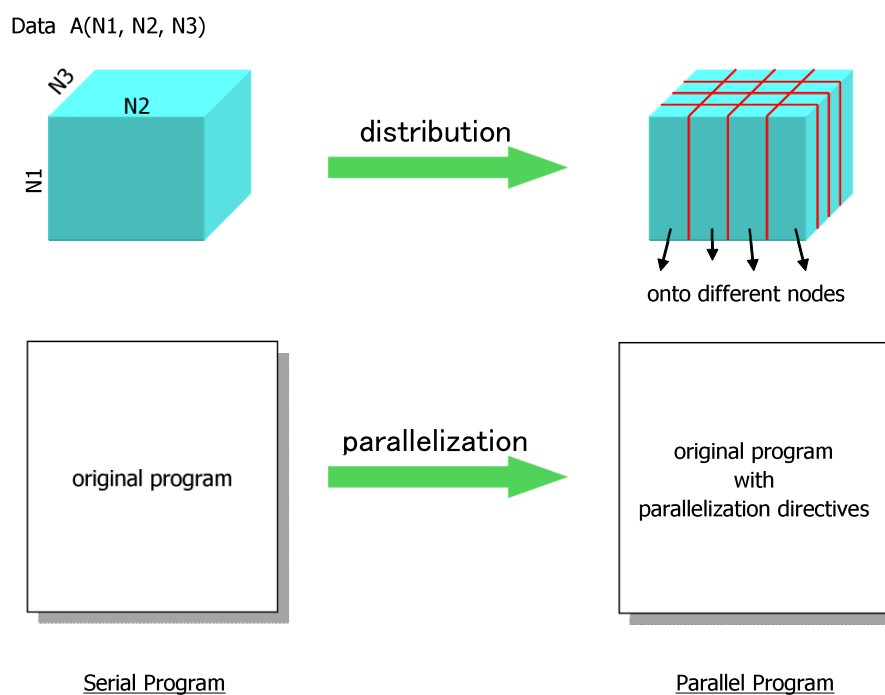 Data A(N1, N2, N3)
N3
N2
N1
distribution
onto different nodes
original program
parallelization
original program
with
parallelization directives
Serial Program
Parallel Program